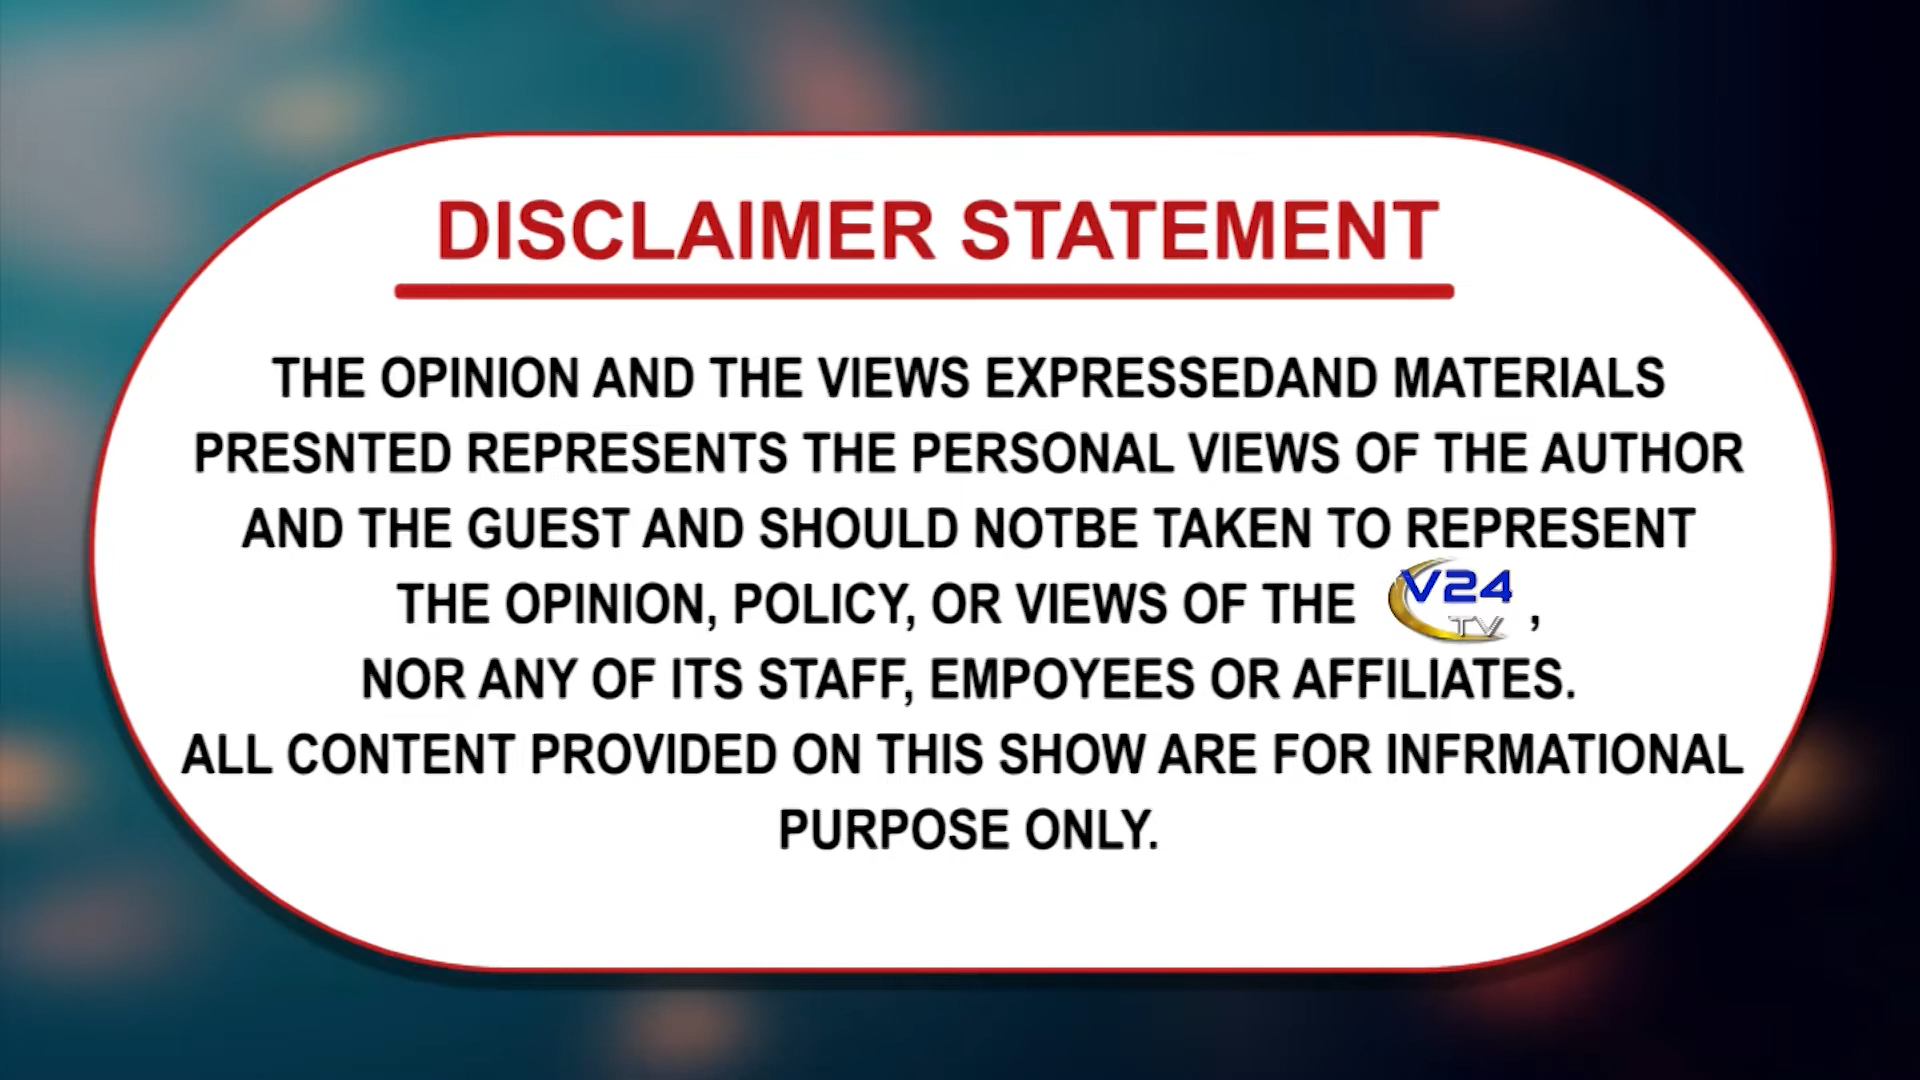 DISCLAIMER STATEMENT
THE OPINION AND THE VIEWS EXPRESSEDAND MATERIALS
PRESNTED REPRESENTS THE PERSONAL VIEWS OF THE AUTHOR
AND THE GUEST AND SHOULD NOTBE TAKEN TO REPRESENT
THE OPINION, POLICY, OR VIEWS OF THE V24 TV ,
NOR ANY OF ITS STAFF, EMPOYEES OR AFFILIATES.
ALL CONTENT PROVIDED ON THIS SHOW ARE FOR INFRMATIONAL
PURPOSE ONLY.